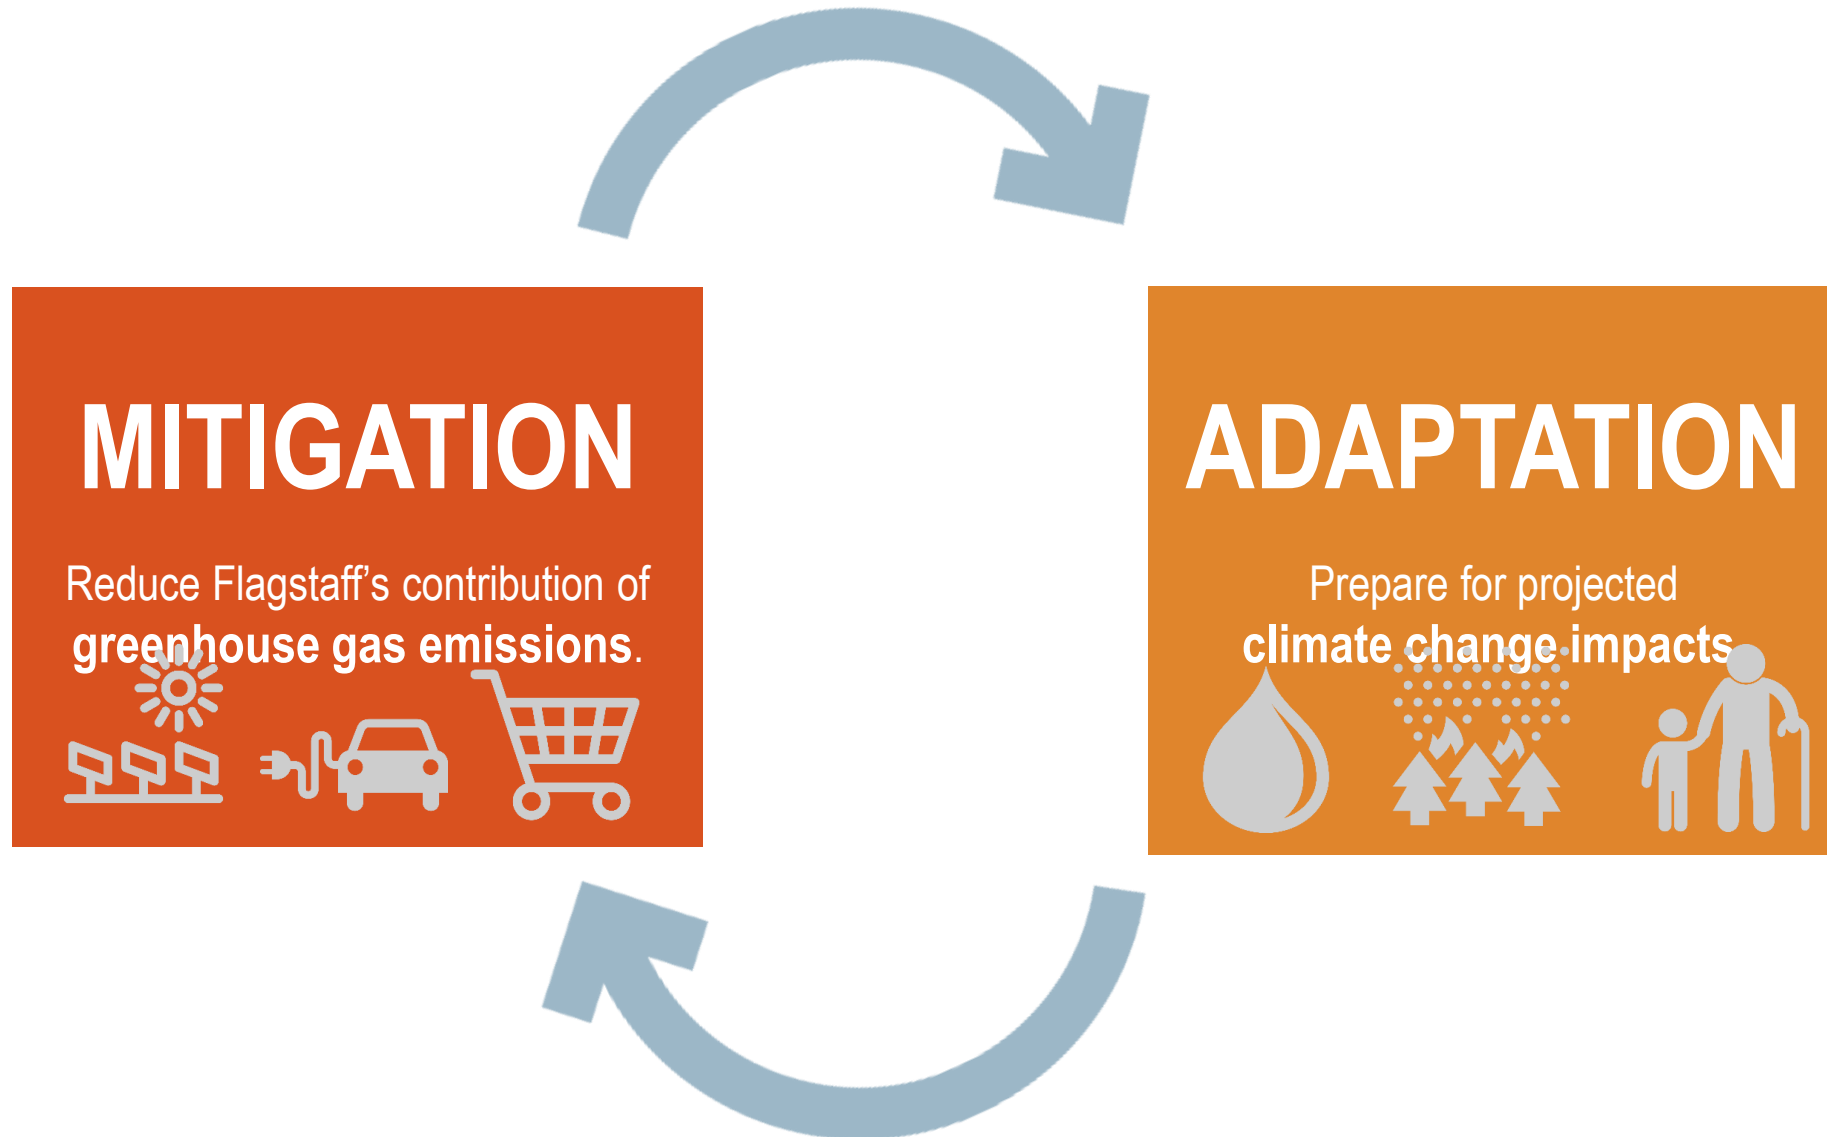 MITIGATION
Reduce Flagstaff’s contribution of
greenhouse gas emissions.
ADAPTATION
Prepare for projected
climate change impacts